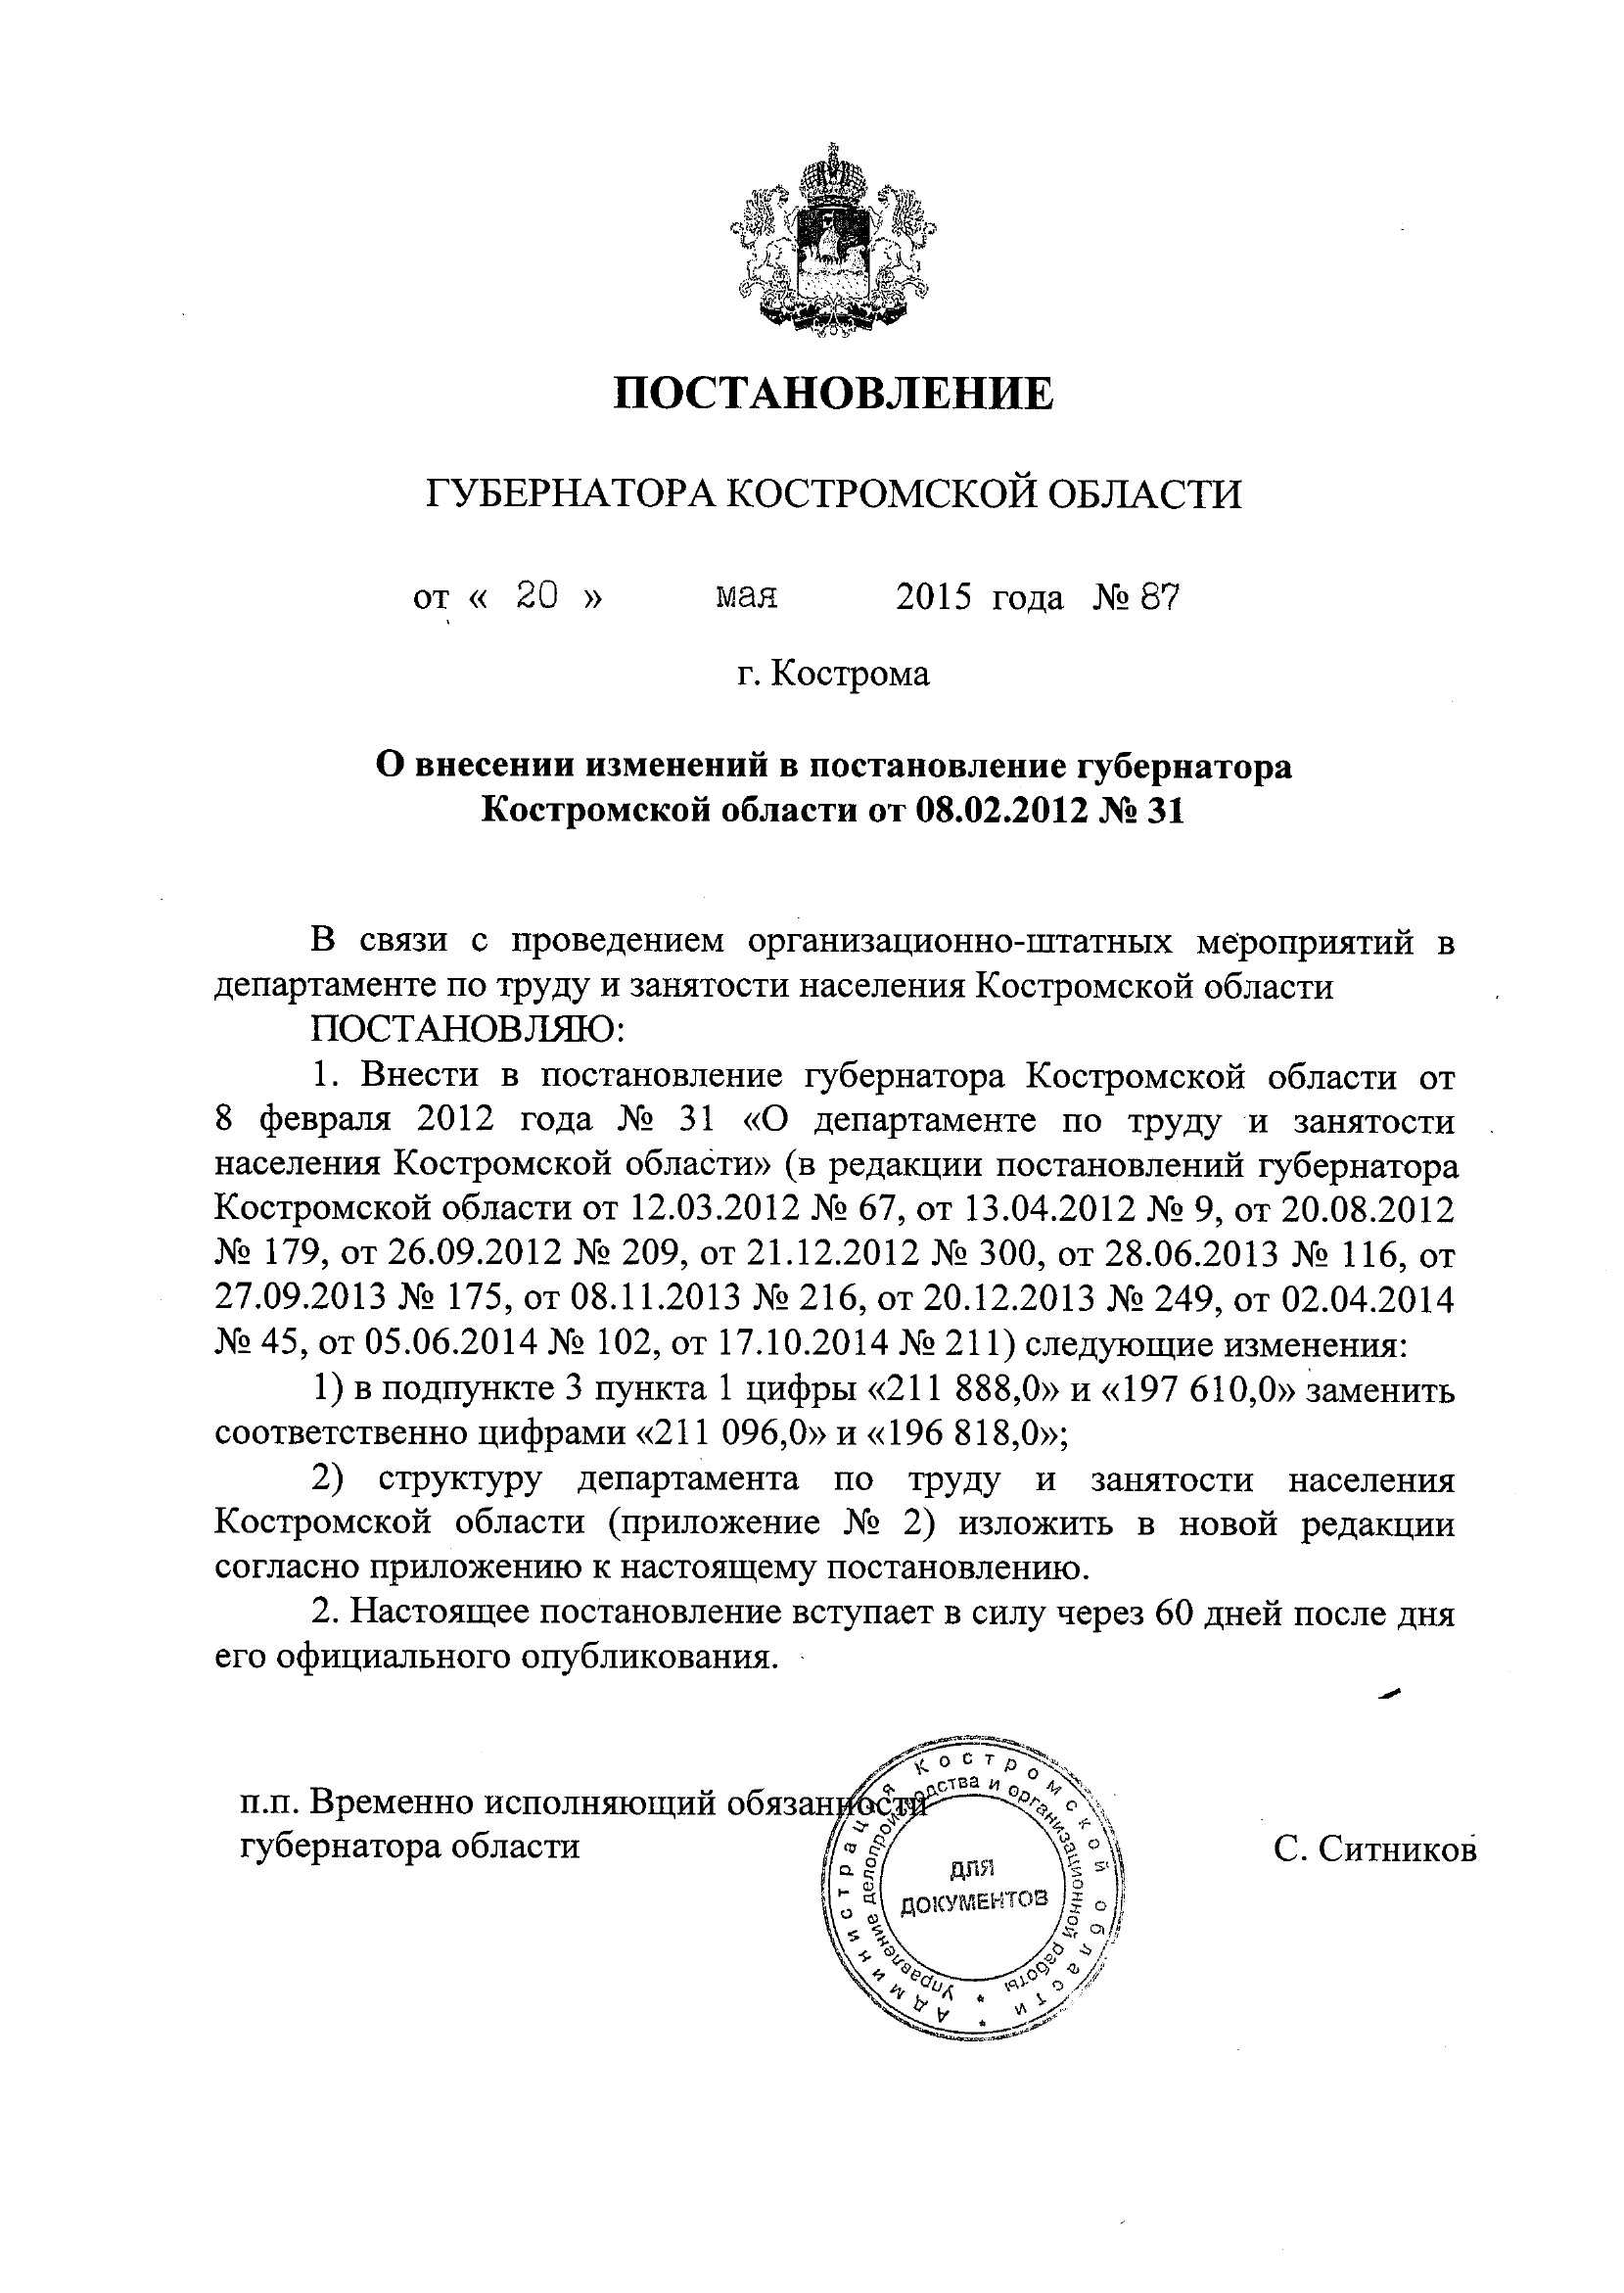 ПОСТАНОВЛЕНИЕ
ГУБЕРНАТОРА КОСТРОМСКОЙ ОБЛАСТИ
от « 20 » мая 2015 года № 87
г. Кострома
О внесении изменений в постановление губернатора
Костромской области от 08.02.2012 № 31
В связи с проведением организационно-штатных мероприятий в
департаменте по труду и занятости населения Костромской области
ПОСТАНОВЛЯЮ:
1. Внести в постановление губернатора Костромской области от
8 февраля 2012 года № 31 «О департаменте по труду и занятости
населения Костромской области» (в редакции постановлений губернатора
Костромской области от 12.03.2012 № 67, от 13.04.2012 № 9, от 20.08.2012
№ 179, от 26.09.2012 № 209, от 21.12.2012 № 300, от 28.06.2013 № 116, от
27.09.2013 № 175, от 08.11.2013 № 216, от 20.12.2013 № 249, от 02.04.2014
№ 45, от 05.06.2014 № 102, от 17.10.2014 № 211) следующие изменения:
1) в подпункте 3 пункта 1 цифры «211 888,0» и «197 610,0» заменить
соответственно цифрами «211 096,0» и «196 818,0»;
2) структуру департамента по труду и занятости населения
Костромской области (приложение № 2) изложить в новой редакции
согласно приложению к настоящему постановлению.
2. Настоящее постановление вступает в силу через 60 дней после дня
его официального опубликования.
п.п. Временно исполняющий обязанности
губернатора области С. Ситников
Администрация Костромской области
Управление делопроизводства и организационной работы
ДЛЯ
ДОКУМЕНТОВ